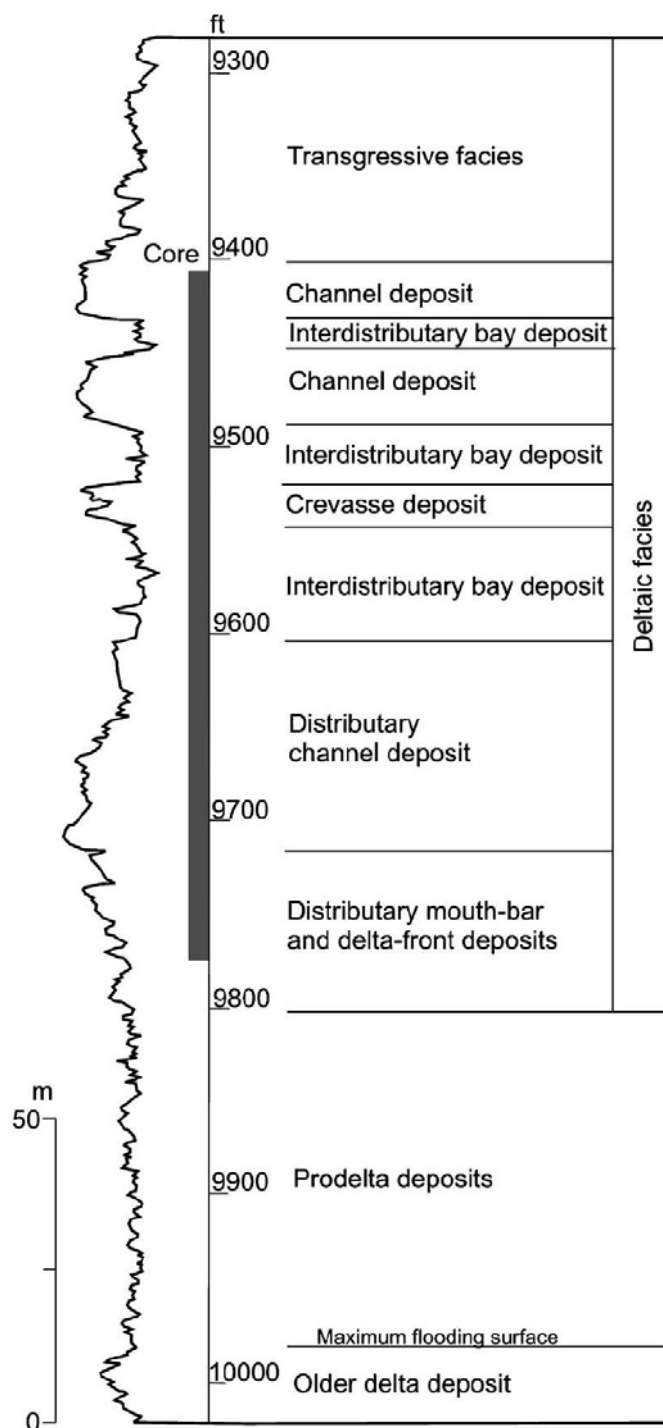 ft
9300
Transgressive facies
9400
Core
Channel deposit
Interdistributary bay deposit
Channel deposit
9500
Interdistributary bay deposit
Crevasse deposit
Interdistributary bay deposit
Deltaic facies
9600
Distributary
channel deposit
9700
Distributary mouth-bar
and delta-front deposits
9800
m
50
9900
Prodelta deposits
Maximum flooding surface
10000
Older delta deposit
0